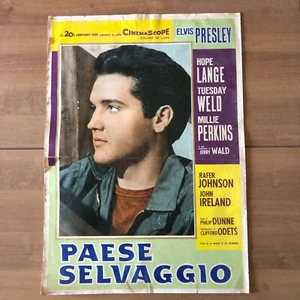 20
CINEMASCOPE
ELVIS PRESLEY
HOPE
LANGE
TUESDAY
WELD
MILLIE
PERKINS
JERRY WALD
RAFER
JOHNSON
JOHN
IRELAND
PHILIP DUNNE
CLIFFORD ODETS
PAESE
SELVAGGIO